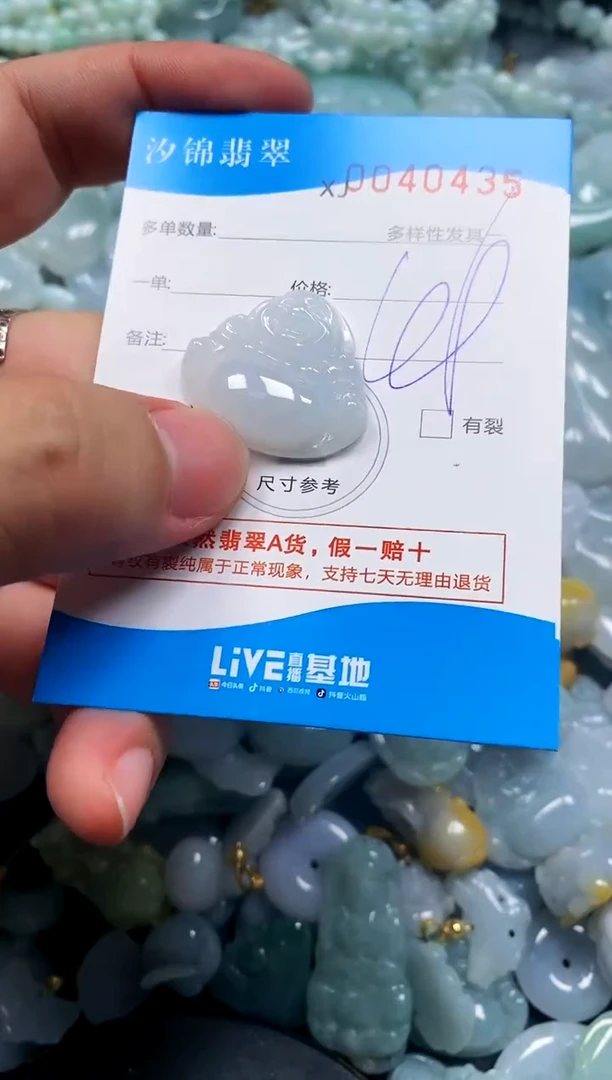 汐锦翡翠
XJ0040435
多单数量:
多样性发具
一单:
价格:
备注:
有裂
尺寸参考
然翡翠A货，假一赔十
有裂纯属于正常现象，支持七天无理由退货
LiVE直播基地
今日头条 抖音 西瓜视频 抖音火山版